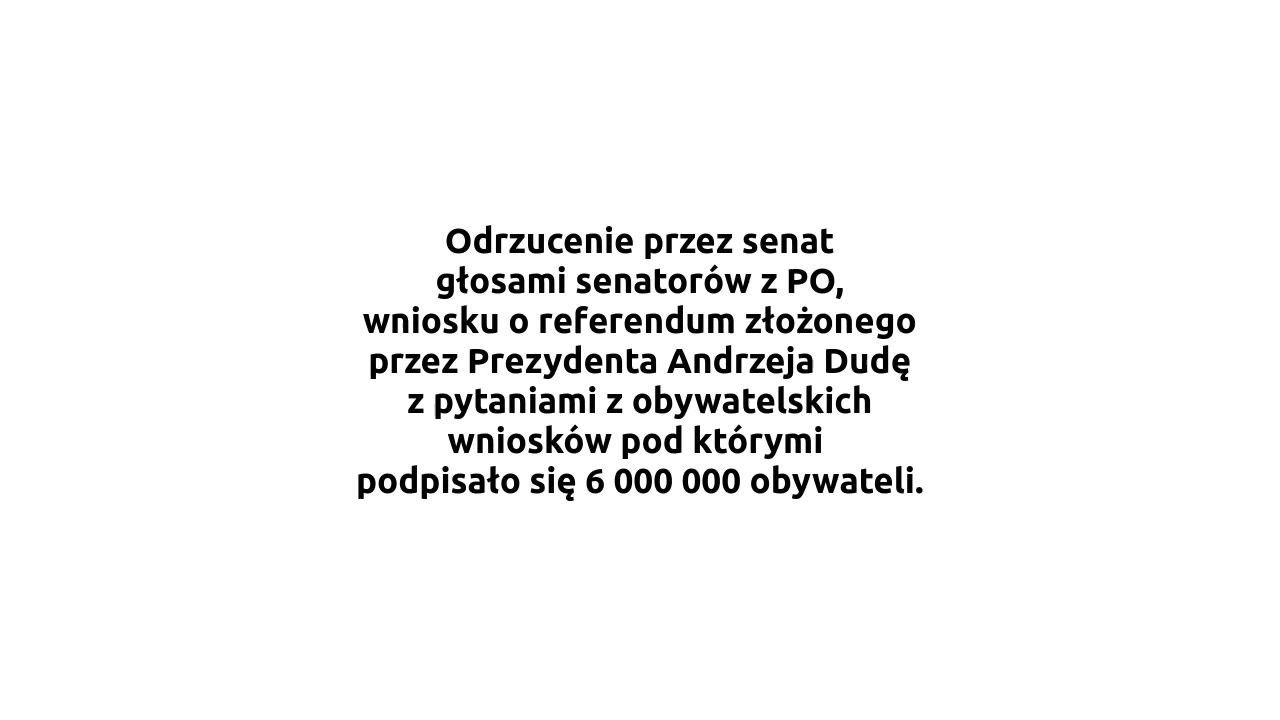 Odrzucenie przez senat
głosami senatorów z PO,
wniosku o referendum złożonego
przez Prezydenta Andrzeja Dudę
z pytaniami z obywatelskich
wniosków pod którymi
podpisało się 6 000 000 obywateli.